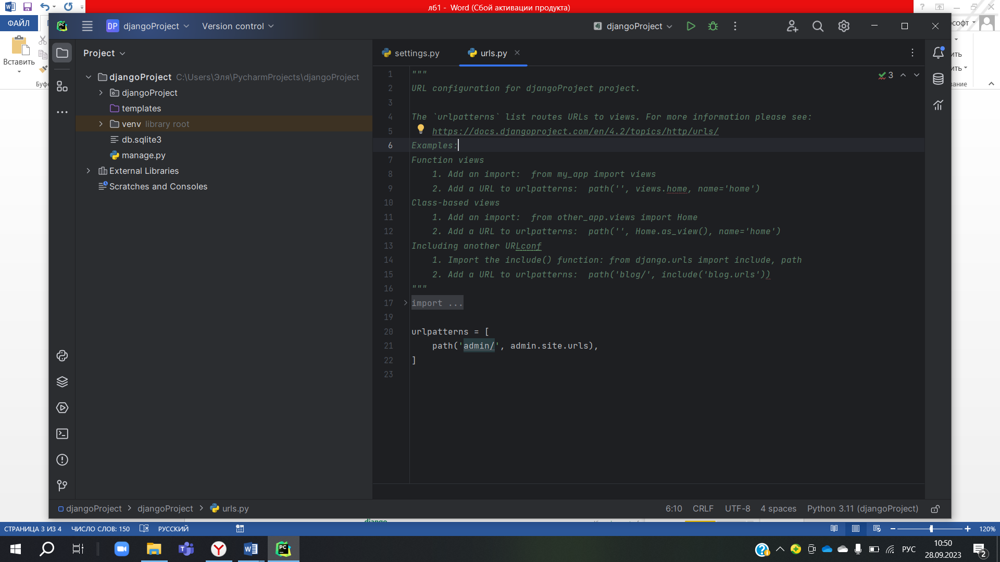 лб1 - Word (Сбой активации продукта)
ФАЙЛ
Вставить
DP djangoProject Version control
djangoProject
Project
settings.py urls.py
djangoProject C:\Users\Эля\PycharmProjects\djangoProject
djangoProject
templates
venv library root
db.sqlite3
manage.py
External Libraries
Scratches and Consoles
3
1 """
2 URL configuration for djangoProject project.
3
4 The `urlpatterns` list routes URLs to views. For more information please see:
5 https://docs.djangoproject.com/en/4.2/topics/http/urls/
6 Examples:
7 Function views
8 1. Add an import:  from my_app import views
9 2. Add a URL to urlpatterns:  path('', views.home, name='home')
10 Class-based views
11 1. Add an import:  from other_app.views import Home
12 2. Add a URL to urlpatterns:  path('', Home.as_view(), name='home')
13 Including another URLconf
14 1. Import the include() function: from django.urls import include, path
15 2. Add a URL to urlpatterns:  path('blog/', include('blog.urls'))
16 """
17 import ...
19
20 urlpatterns = [
21 path('admin/', admin.site.urls),
22 ]
23
djangoProject > djangoProject > urls.py
6:10 CRLF UTF-8 4 spaces Python 3.11 (djangoProject)
СТРАНИЦА 3 ИЗ 4 ЧИСЛО СЛОВ: 150 РУССКИЙ
120%
РУС
10:50
28.09.2023
2